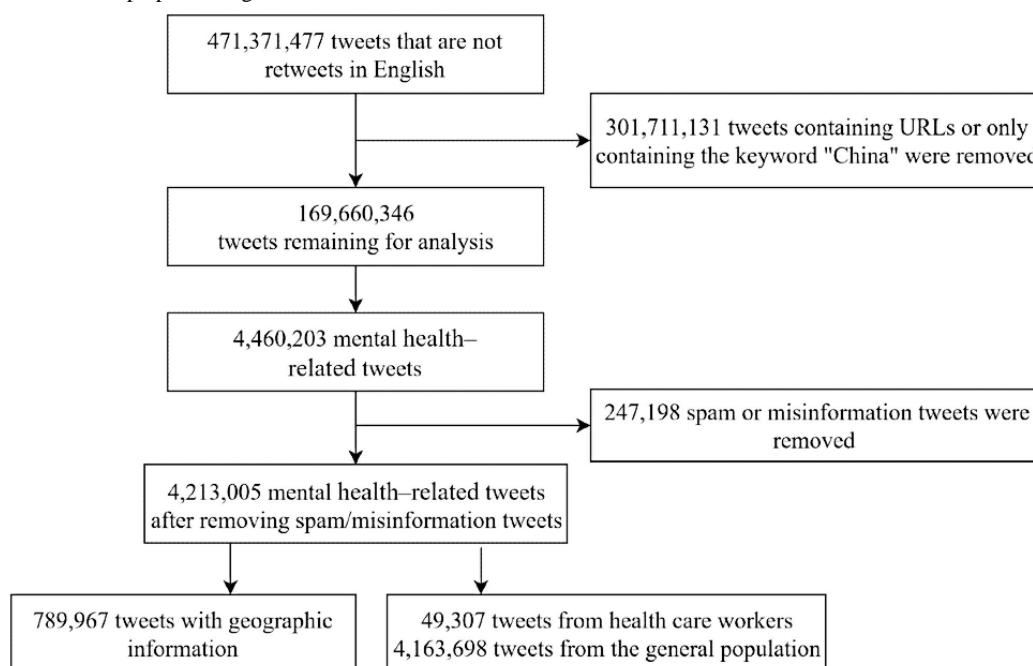 471,371,477 tweets that are not
retweets in English
301,711,131 tweets containing URLs or only
containing the keyword "China" were removed
169,660,346
tweets remaining for analysis
4,460,203 mental health–
related tweets
247,198 spam or misinformation tweets were
removed
4,213,005 mental health–related tweets
after removing spam/misinformation tweets
789,967 tweets with geographic
information
49,307 tweets from health care workers
4,163,698 tweets from the general population